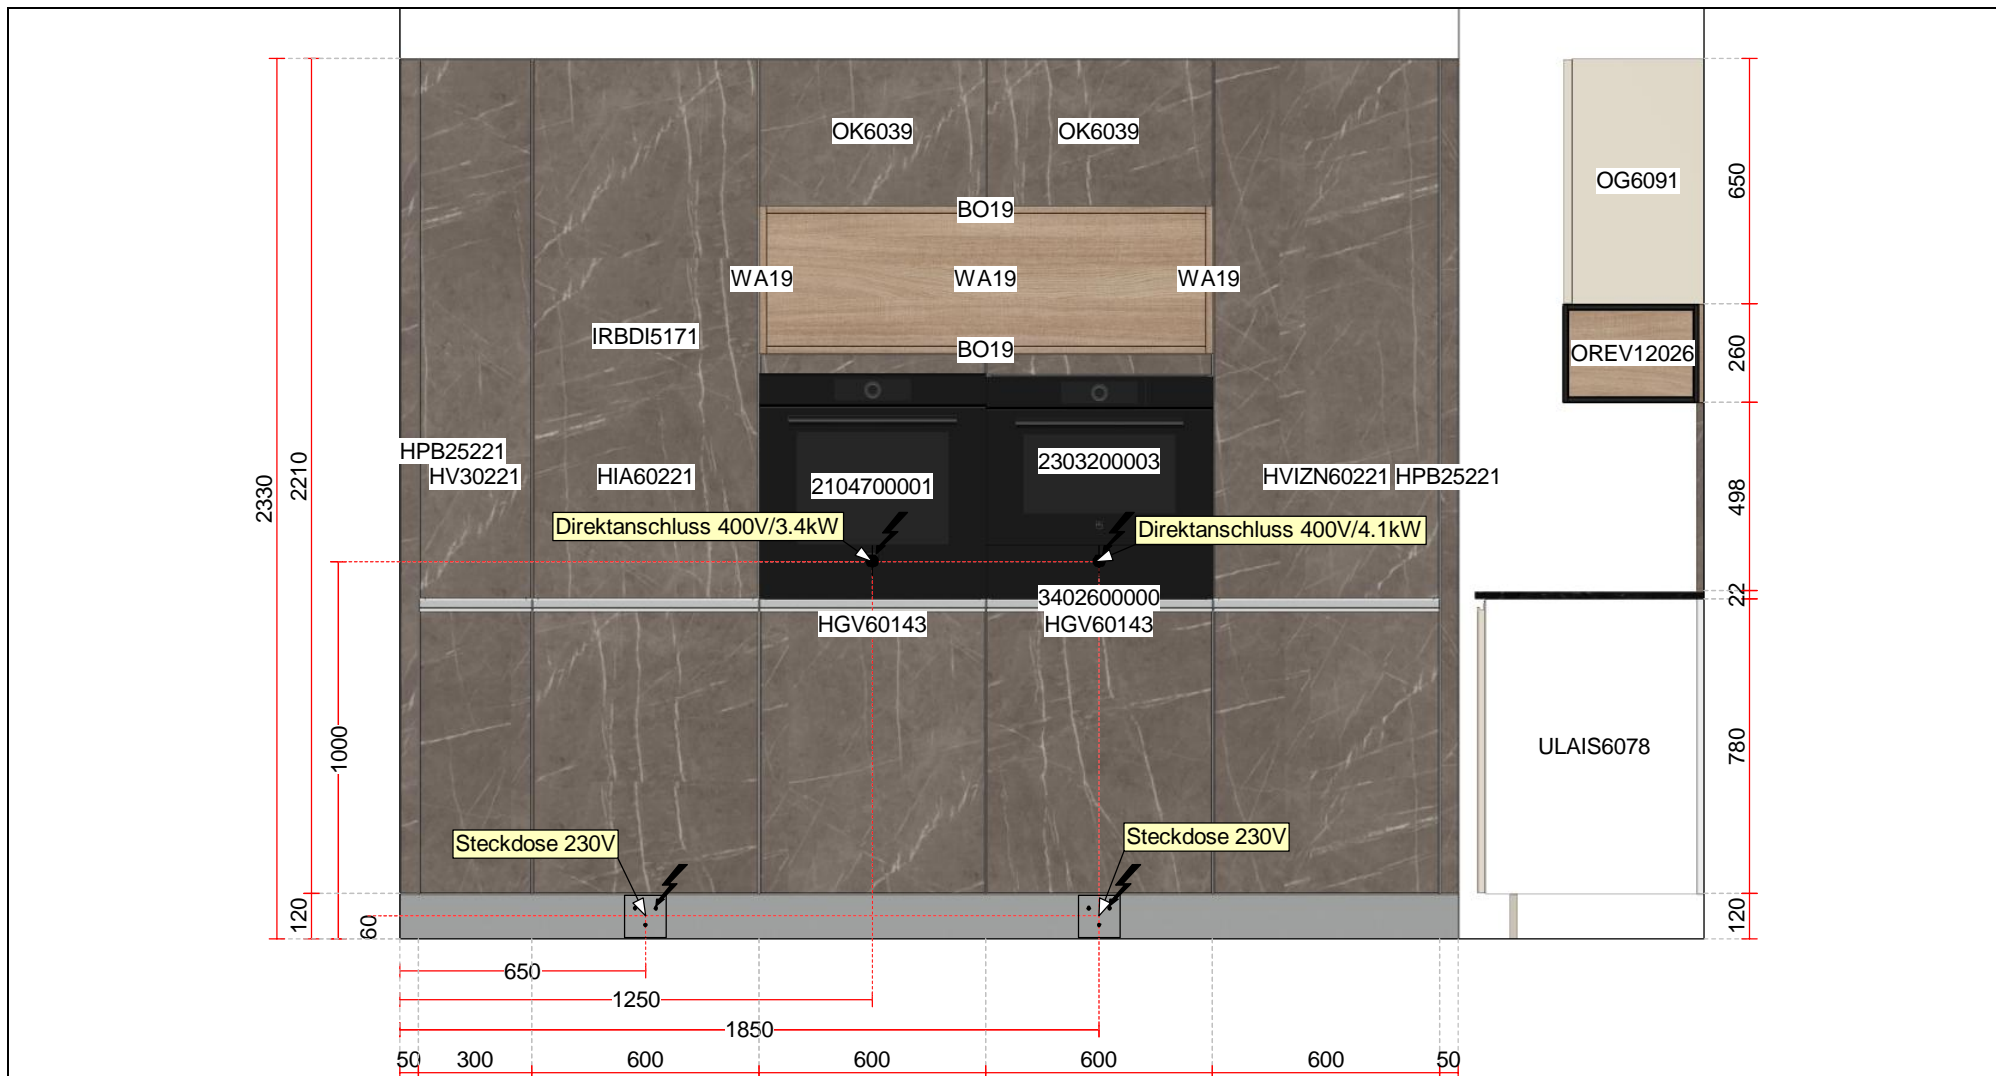 OK6039
OK6039
OG6091
650
BO19
WA19
WA19
WA19
IRBDI5171
BO19
OREV12026
260
HPB25221
HV30221
HIA60221
2104700001
2303200003
HVIZN60221
HPB25221
2330
2210
498
Direktanschluss 400V/3.4kW
Direktanschluss 400V/4.1kW
3402600000
HGV60143
HGV60143
22
1000
ULAIS6078
780
Steckdose 230V
Steckdose 230V
120
60
120
650
1250
1850
50
300
600
600
600
600
50